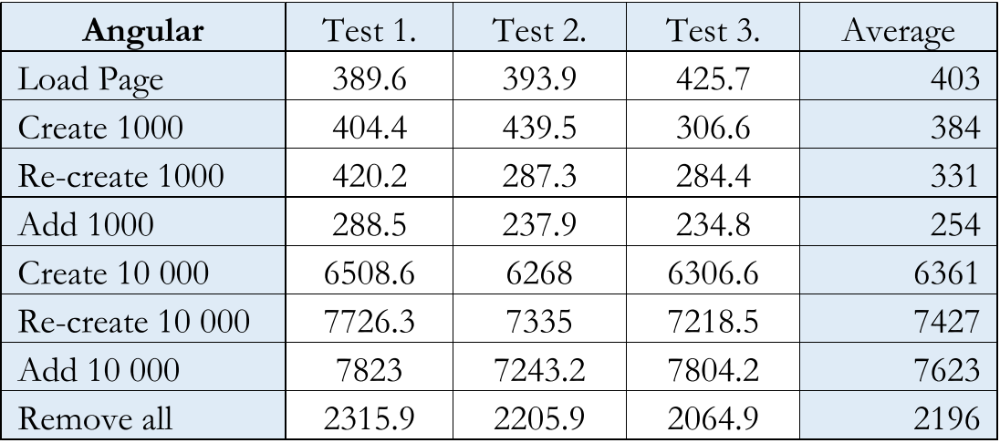 Angular Test 1. Test 2. Test 3. Average
Load Page 389.6 393.9 425.7 403
Create 1000 404.4 439.5 306.6 384
Re-create 1000 420.2 287.3 284.4 331
Add 1000 288.5 237.9 234.8 254
Create 10 000 6508.6 6268 6306.6 6361
Re-create 10 000 7726.3 7335 7218.5 7427
Add 10 000 7823 7243.2 7804.2 7623
Remove all 2315.9 2205.9 2064.9 2196